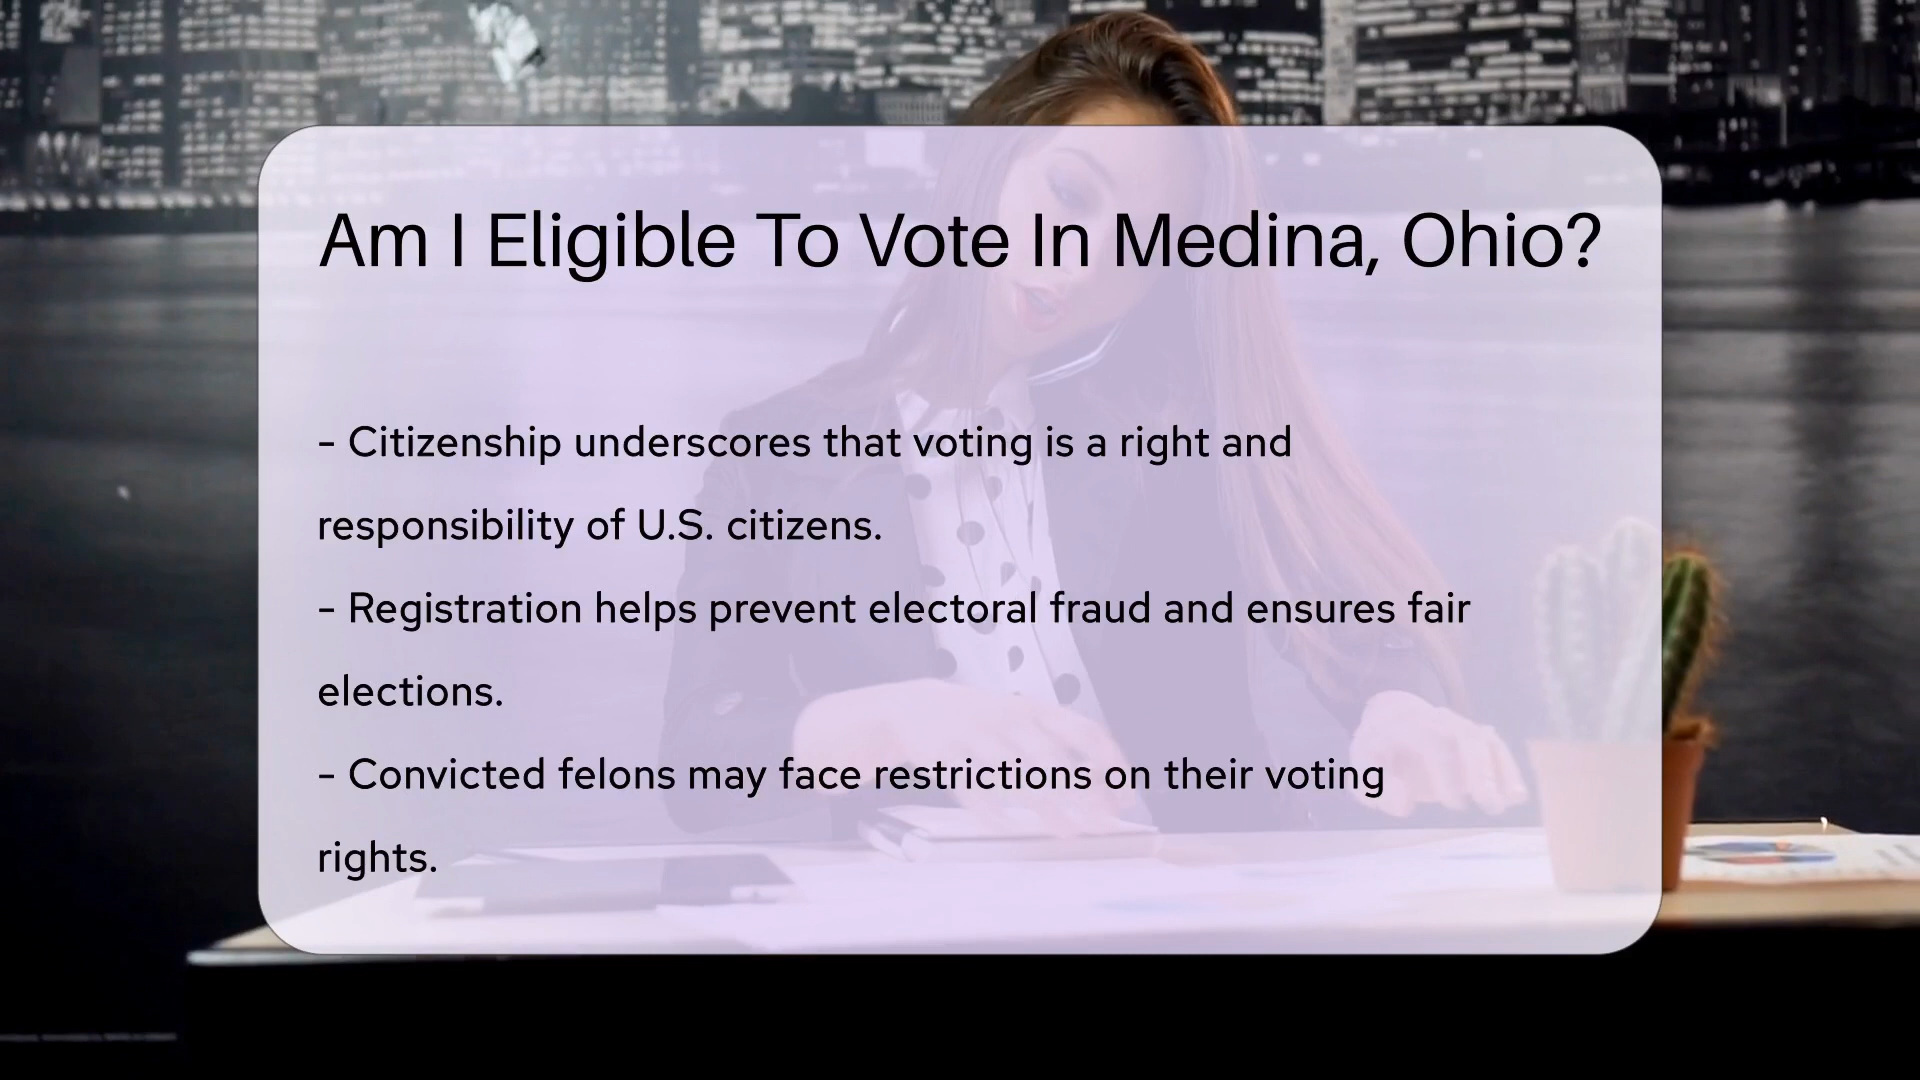 Am I Eligible To Vote In Medina, Ohio?
– Citizenship underscores that voting is a right and
responsibility of U.S. citizens.
– Registration helps prevent electoral fraud and ensures fair
elections.
– Convicted felons may face restrictions on their voting
rights.